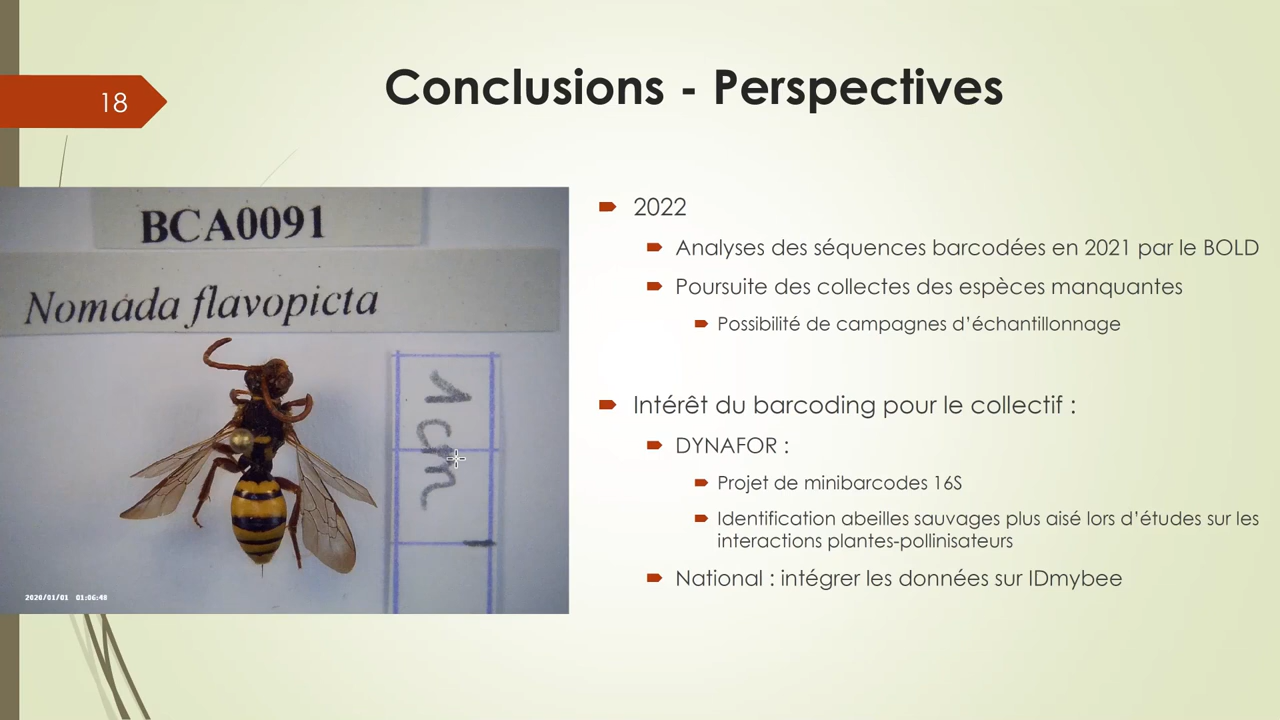 18
Conclusions - Perspectives
BCA0091
Nomada flavopicta
1 cm
2020/01/01 01:06:48
2022
Analyses des séquences barcodées en 2021 par le BOLD
Poursuite des collectes des espèces manquantes
Possibilité de campagnes d’échantillonnage
Intérêt du barcoding pour le collectif :
DYNAFOR :
Projet de minibarcodes 16S
Identification abeilles sauvages plus aisé lors d’études sur les
interactions plantes-pollinisateurs
National : intégrer les données sur IDmybee